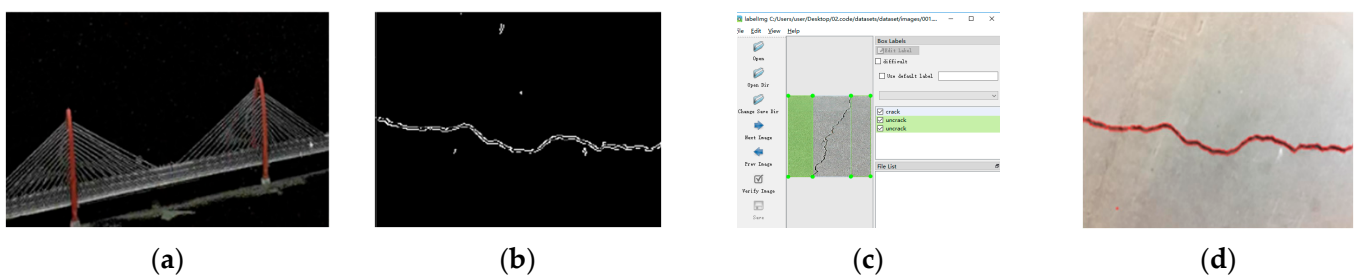 labelImg C:/Users/user/Desktop/02.code/datasets/dataset/images/001....
File Edit View Help
Open
Open Dir
Change Save Dir
Next Image
Prev Image
Verify Image
Save
Box Labels
Edit Label
difficult
Use default label
crack
uncrack
uncrack
File List
(a) (b) (c) (d)